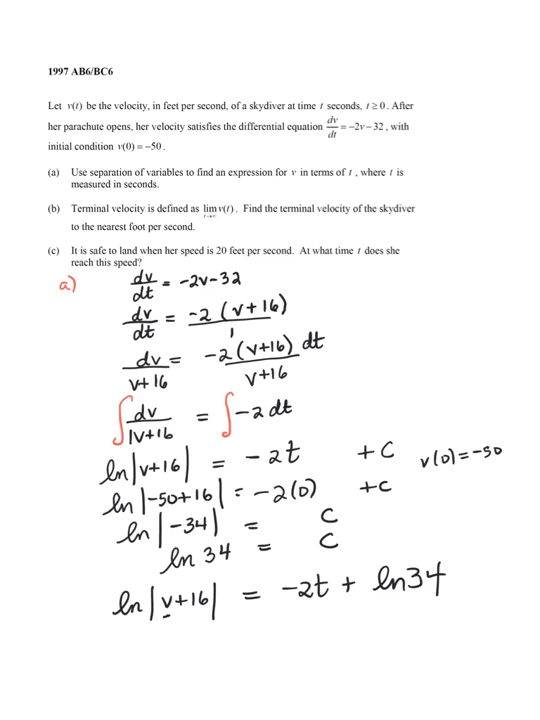 1997 AB6/BC6
Let v(t) be the velocity, in feet per second, of a skydiver at time t seconds, t ≥ 0. After
her parachute opens, her velocity satisfies the differential equation dv/dt = −2v − 32, with
initial condition v(0) = −50.
(a) Use separation of variables to find an expression for v in terms of t, where t is
measured in seconds.
(b) Terminal velocity is defined as lim t→∞ v(t). Find the terminal velocity of the skydiver
to the nearest foot per second.
(c) It is safe to land when her speed is 20 feet per second. At what time t does she
reach this speed?
a) dv/dt = -2v-32
dv/dt = -2(v+16)/1
dv/v+16 = -2(v+16)/v+16 dt
∫ dv/1v+16 = ∫ -2 dt
ln|v+16| = -2t +C v(0)=-50
ln|-50+16| = -2(0) +C
ln|-34| = C
ln 34 = C
ln|v+16| = -2t + ln34